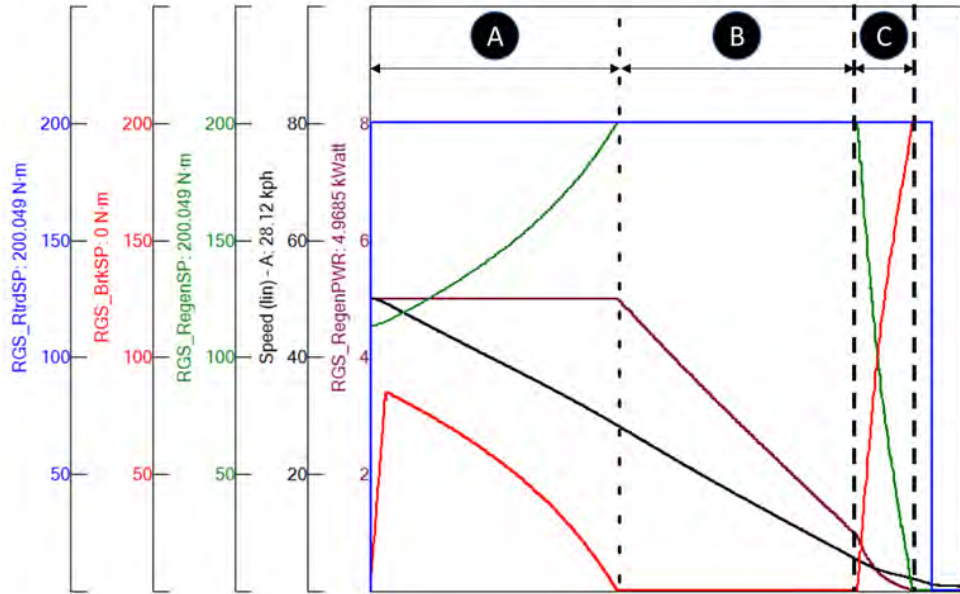 A
B
C
RGS_RtrdSP: 200.049 N·m
200
150
100
50
RGS_BrkSP: 0 N·m
200
150
100
50
RGS_RegenSP: 200.049 N·m
200
150
100
50
Speed (lin) - A: 28.12 kph
80
60
40
20
RGS_RegenPWR: 4.9685 kWatt
8
6
4
2